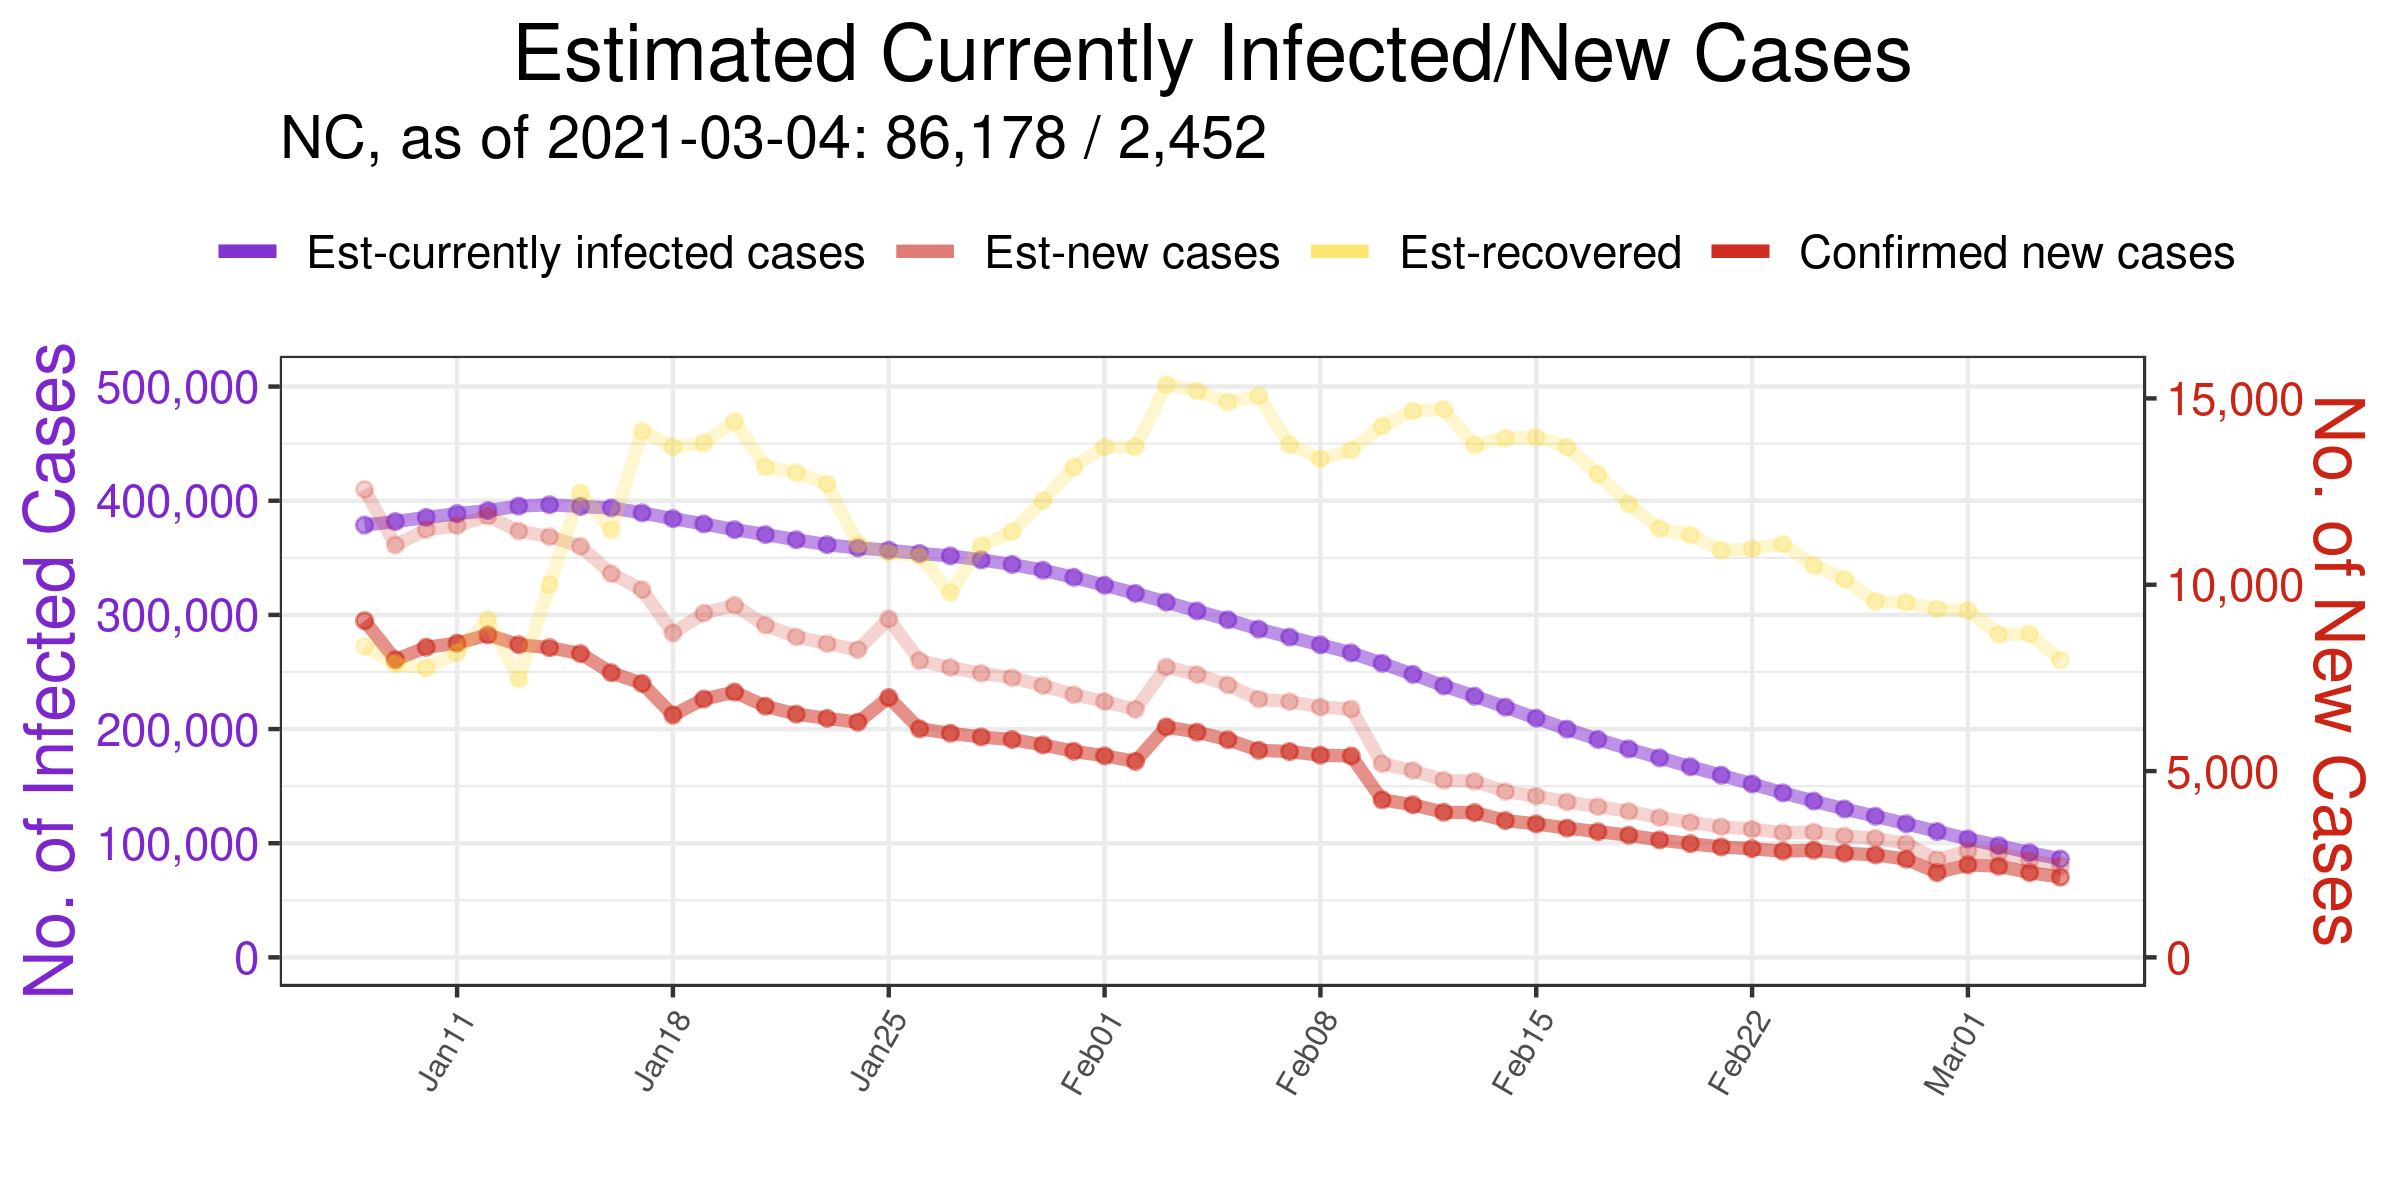 Estimated Currently Infected/New Cases
NC, as of 2021-03-04: 86,178 / 2,452
Est-currently infected cases Est-new cases Est-recovered Confirmed new cases
No. of Infected Cases
500,000
400,000
300,000
200,000
100,000
0
15,000
10,000
5,000
0
No. of New Cases
Jan11 Jan18 Jan25 Feb01 Feb08 Feb15 Feb22 Mar01